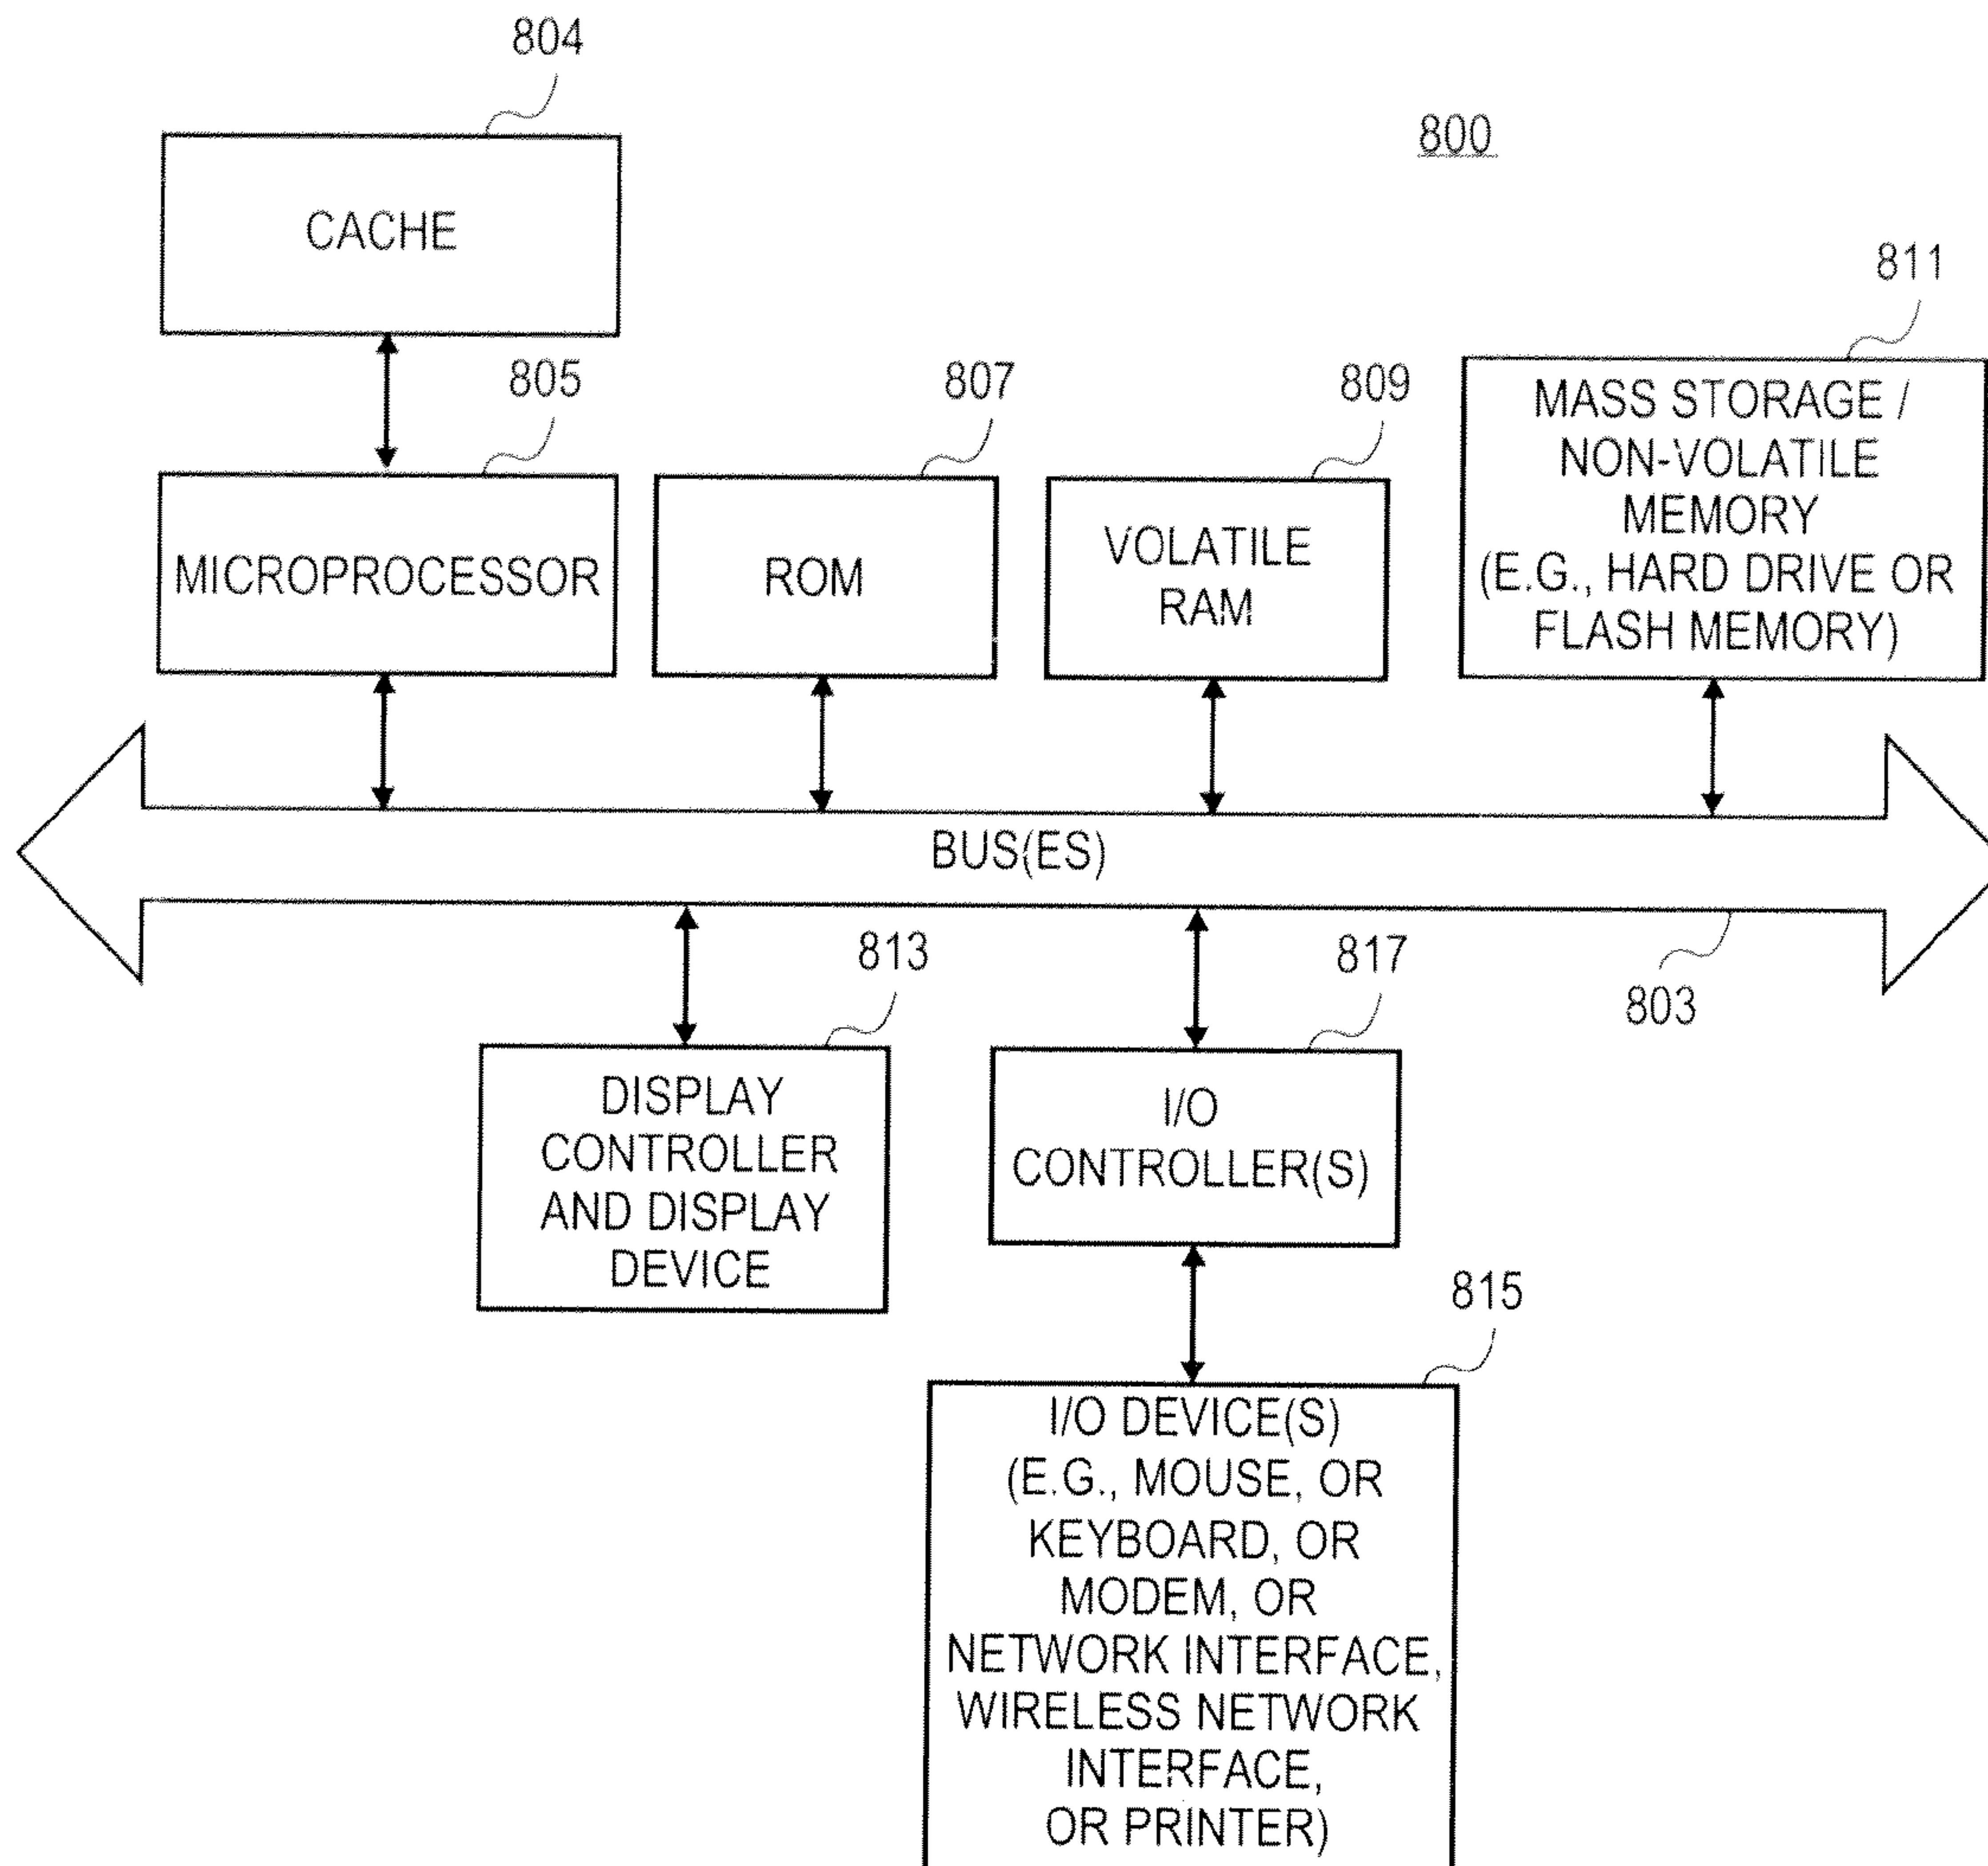 804
800
CACHE
811
805
807
809
MASS STORAGE /
NON-VOLATILE
MEMORY
(E.G., HARD DRIVE OR
FLASH MEMORY)
MICROPROCESSOR
ROM
VOLATILE
RAM
BUS(ES)
813
817
803
DISPLAY
CONTROLLER
AND DISPLAY
DEVICE
I/O
CONTROLLER(S)
815
I/O DEVICE(S)
(E.G., MOUSE, OR
KEYBOARD, OR
MODEM, OR
NETWORK INTERFACE,
WIRELESS NETWORK
INTERFACE,
OR PRINTER)